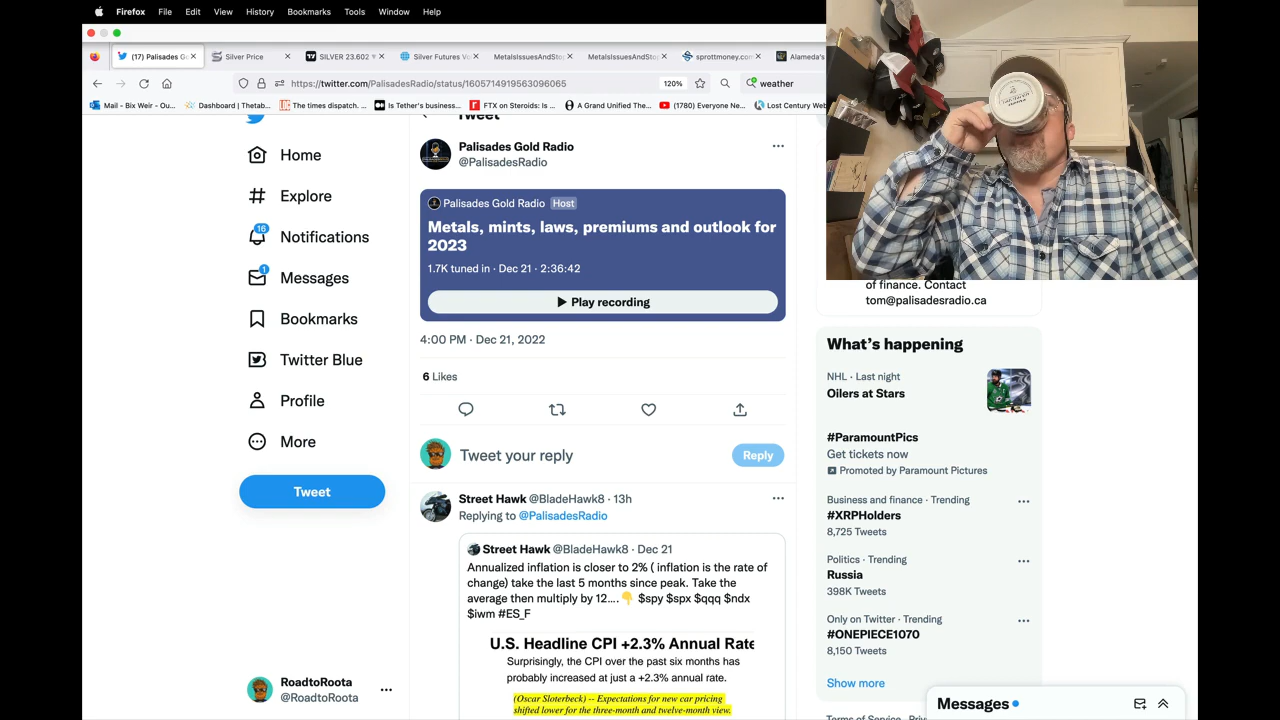 Firefox File Edit View History Bookmarks Tools Window Help
(17) Palisades G
Silver Price
SILVER 23.602
Silver Futures Vo
MetalsIssuesAndSto
MetalsIssuesAndSto
sprottmoney.com
Alameda's
https://twitter.com/PalisadesRadio/status/1605714919563096065
120%
weather
Mail - Bix Weir - Ou...
Dashboard | Thetab...
The times dispatch. ...
Is Tether's business...
FTX on Steroids: Is ...
A Grand Unified The...
(1780) Everyone Ne...
Lost Century Web
Tweet
Home
Explore
16
Notifications
1
Messages
Bookmarks
Twitter Blue
Profile
More
Tweet
RoadtoRoota
@RoadtoRoota
Palisades Gold Radio
@PalisadesRadio
Palisades Gold Radio Host
Metals, mints, laws, premiums and outlook for
2023
1.7K tuned in · Dec 21 · 2:36:42
Play recording
4:00 PM · Dec 21, 2022
6 Likes
Tweet your reply
Reply
Street Hawk @BladeHawk8 · 13h
Replying to @PalisadesRadio
Street Hawk @BladeHawk8 · Dec 21
Annualized inflation is closer to 2% ( inflation is the rate of
change) take the last 5 months since peak. Take the
average then multiply by 12....👇 $spy $spx $qqq $ndx
$iwm #ES_F
U.S. Headline CPI +2.3% Annual Rate
Surprisingly, the CPI over the past six months has
probably increased at just a +2.3% annual rate.
(Oscar Sloterbeck) -- Expectations for new car pricing
shifted lower for the three-month and twelve-month view.
of finance. Contact
tom@palisadesradio.ca
What's happening
NHL · Last night
Oilers at Stars
#ParamountPics
Get tickets now
Promoted by Paramount Pictures
Business and finance · Trending
#XRPHolders
8,725 Tweets
Politics · Trending
Russia
398K Tweets
Only on Twitter · Trending
#ONEPIECE1070
8,150 Tweets
Show more
Messages